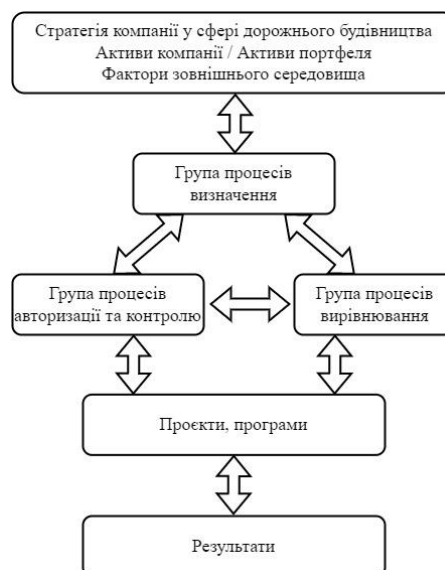 Стратегія компанії у сфері дорожнього будівництва
Активи компанії / Активи портфеля
Фактори зовнішнього середовища
Група процесів
визначення
Група процесів
авторизації та контролю
Група процесів
вирівнювання
Проєкти, програми
Результати